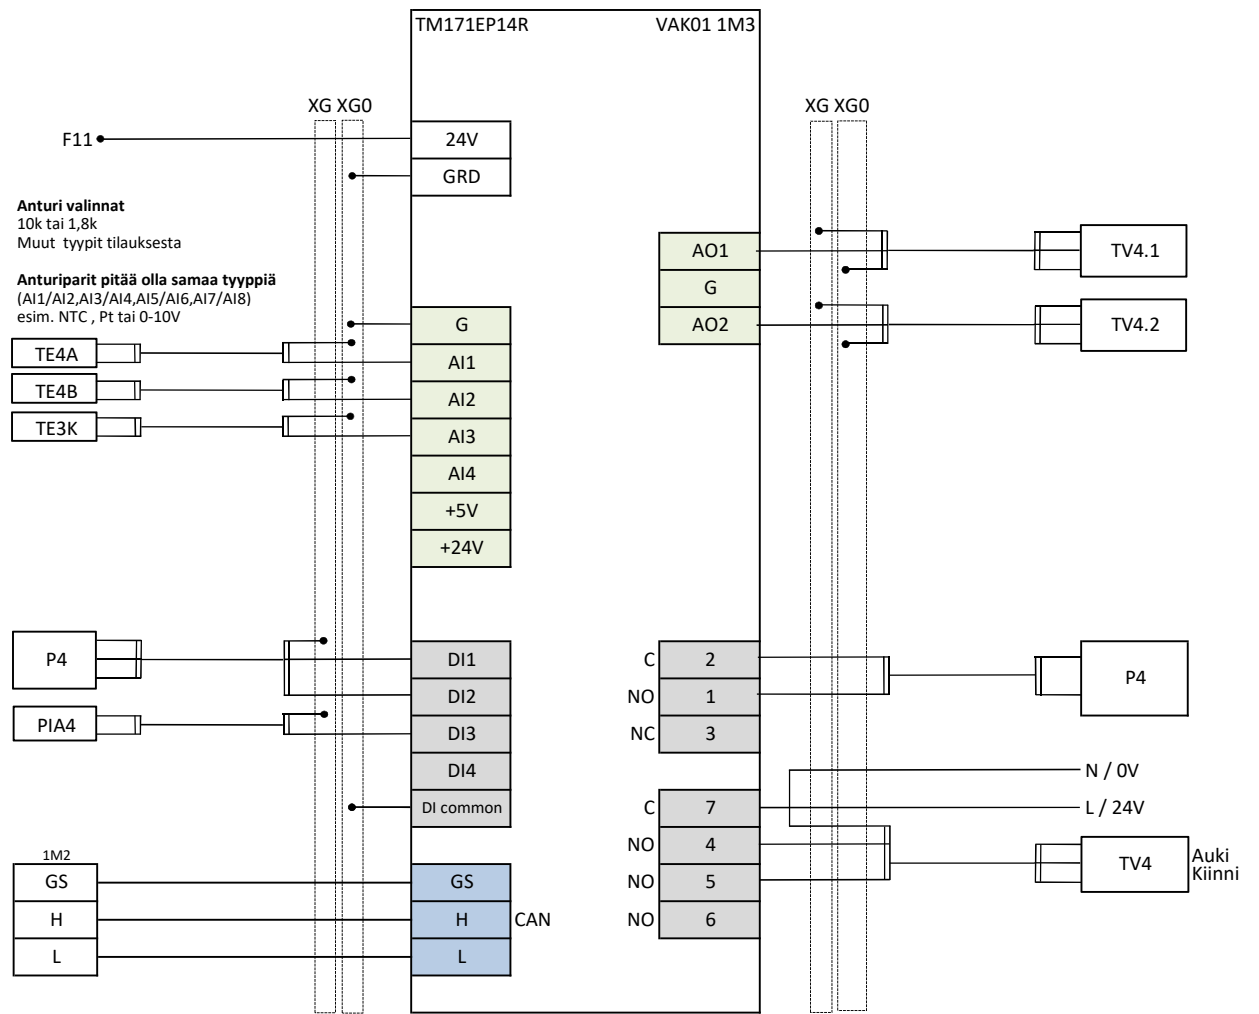 TM171EP14R
VAK01 1M3
XG XG0
XG XG0
F11
24V
GRD
Anturi valinnat
10k tai 1,8k
Muut tyypit tilauksesta
Anturiparit pitää olla samaa tyyppiä
(AI1/AI2,AI3/AI4,AI5/AI6,AI7/AI8)
esim. NTC , Pt tai 0-10V
G
TE4A
AI1
TE4B
AI2
TE3K
AI3
AI4
+5V
+24V
AO1
TV4.1
G
AO2
TV4.2
P4
DI1
DI2
PIA4
DI3
DI4
DI common
C 2
NO 1
NC 3
P4
N / 0V
C 7
L / 24V
NO 4
NO 5
NO 6
TV4
Auki
Kiinni
1M2
GS
GS
H
H
CAN
L
L